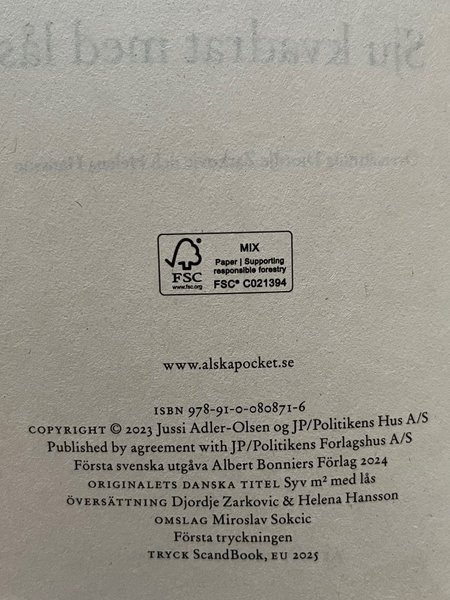 Sju kvadrat med lås
Översättning Djordje Zarkovic och Helena Hansson
MIX
Paper | Supporting
responsible forestry
FSC
www.fsc.org
FSC® C021394
www.alskapocket.se
ISBN 978-91-0-080871-6
COPYRIGHT © 2023 Jussi Adler-Olsen og JP/Politikens Hus A/S
Published by agreement with JP/Politikens Forlagshus A/S
Första svenska utgåva Albert Bonniers Förlag 2024
ORIGINALETS DANSKA TITEL Syv m² med lås
ÖVERSÄTTNING Djordje Zarkovic & Helena Hansson
OMSLAG Miroslav Sokcic
Första tryckningen
TRYCK ScandBook, EU 2025